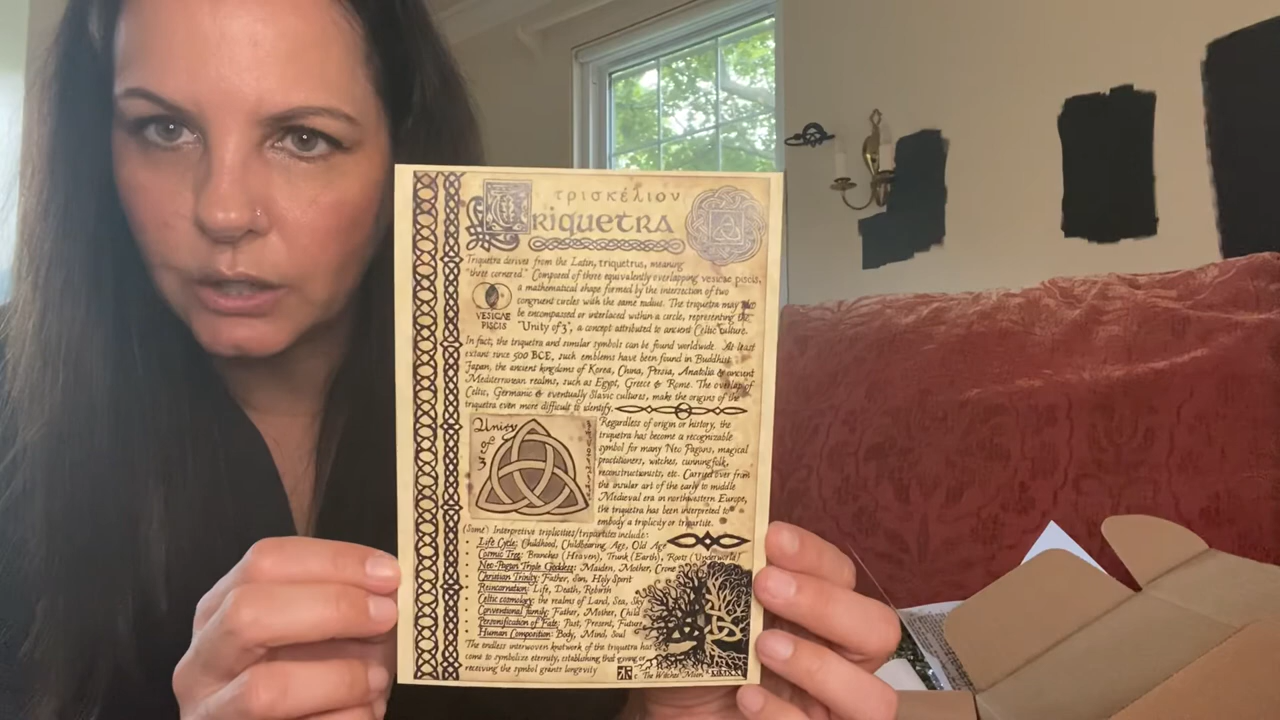 τρισκέλιον
Triquetra
Triquetra derives from the Latin, triquetrus, meaning
"three cornered". Composed of three equivalently overlapping vesicae piscis,
a mathematical shape formed by the intersection of two
congruent circles with the same radius. The triquetra may
be encompassed or interlaced within a circle, representing the
"Unity of 3", a concept attributed to ancient Celtic culture.
VESICAE
PISCIS
In fact, the triquetra and similar symbols can be found worldwide. At least
extant since 500 BCE, such emblems have been found in Buddhist
Japan, the ancient kingdoms of Korea, China, Persia, Anatolia & ancient
Mediterranean realms, such as Egypt, Greece & Rome. The overlap of
Celtic, Germanic & eventually Slavic cultures, make the origins of the
triquetra even more difficult to identify.
Unity
of
3
Regardless of origin or history, the
triquetra has become a recognizable
symbol for many Neo Pagans, magical
practitioners, witches, cunningfolk,
reconstructionists, etc. Carried over from
the insular art of the early to middle
Medieval era in northwestern Europe,
the triquetra has been interpreted to
embody a triplicity or tripartite.
(Some) Interpretive triplicities/tripartites include:
• Life Cycle: Childhood, Childbearing Age, Old Age
• Cosmic Tree: Branches (Heaven), Trunk (Earth), Roots (Underworld)
• Neo-Pagan Triple Goddess: Maiden, Mother, Crone
• Christian Trinity: Father, Son, Holy Spirit
• Reincarnation: Life, Death, Rebirth
• Celtic cosmology: the realms of Land, Sea, Sky
• Conventional family: Father, Mother, Child
• Personification of Fate: Past, Present, Future
• Human Composition: Body, Mind, Soul
The endless interwoven knotwork of the triquetra has
come to symbolize eternity, establishing that giving or
receiving the symbol grants longevity
The Witches' Moon